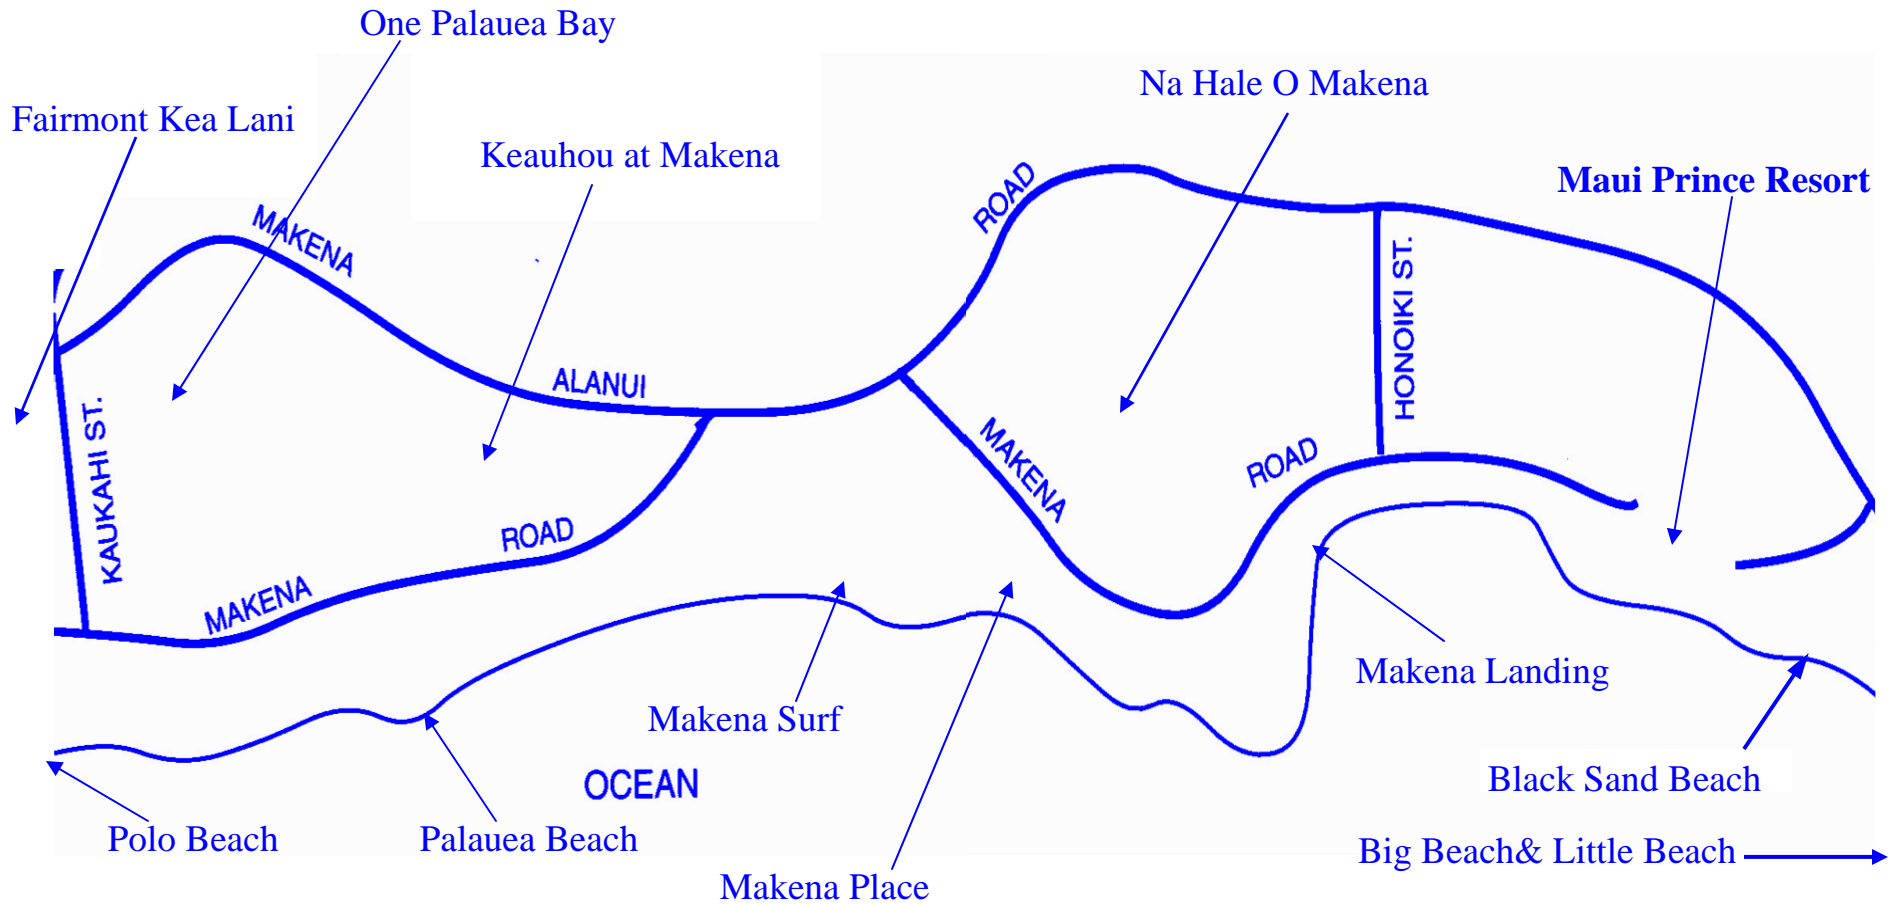 One Palauea Bay
Na Hale O Makena
Fairmont Kea Lani
Keauhou at Makena
Maui Prince Resort
MAKENA
ROAD
ALANUI
HONOIKI ST.
KAUKAHI ST.
MAKENA
ROAD
MAKENA
ROAD
Makena Landing
Makena Surf
OCEAN
Black Sand Beach
Polo Beach
Palauea Beach
Big Beach& Little Beach
Makena Place